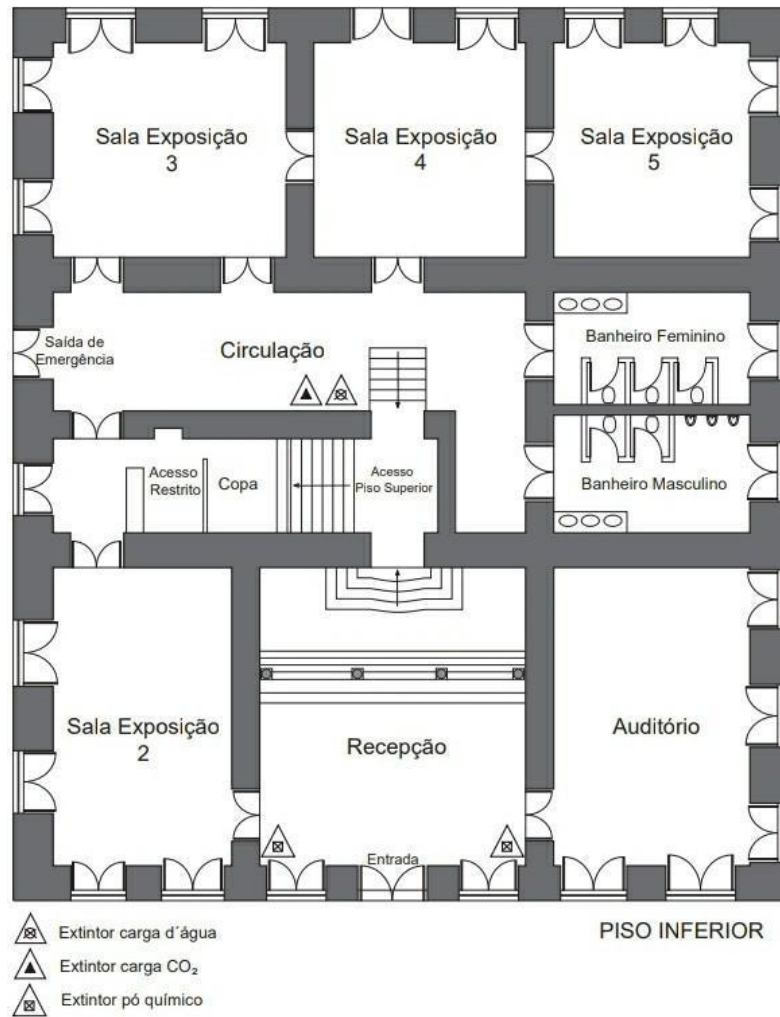 Sala Exposição
3
Sala Exposição
4
Sala Exposição
5
Saída de
Emergência
Circulação
Banheiro Feminino
Acesso
Restrito
Copa
Acesso
Piso Superior
Banheiro Masculino
Sala Exposição
2
Recepção
Auditório
Entrada
PISO INFERIOR
Extintor carga d´água
Extintor carga CO₂
Extintor pó químico